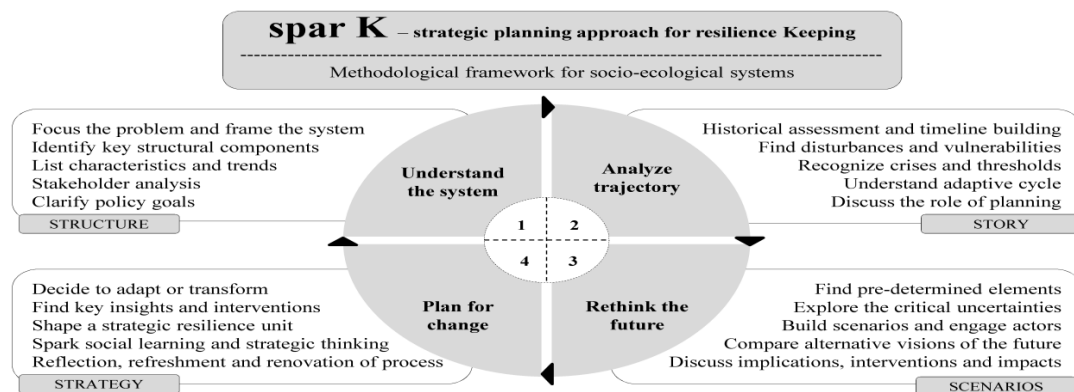 spar K – strategic planning approach for resilience Keeping
Methodological framework for socio-ecological systems
Focus the problem and frame the system
Identify key structural components
List characteristics and trends
Stakeholder analysis
Clarify policy goals
STRUCTURE
Understand
the system
Analyze
trajectory
Historical assessment and timeline building
Find disturbances and vulnerabilities
Recognize crises and thresholds
Understand adaptive cycle
Discuss the role of planning
STORY
1 2
4 3
Decide to adapt or transform
Find key insights and interventions
Shape a strategic resilience unit
Spark social learning and strategic thinking
Reflection, refreshment and renovation of process
STRATEGY
Plan for
change
Rethink the
future
Find pre-determined elements
Explore the critical uncertainties
Build scenarios and engage actors
Compare alternative visions of the future
Discuss implications, interventions and impacts
SCENARIOS